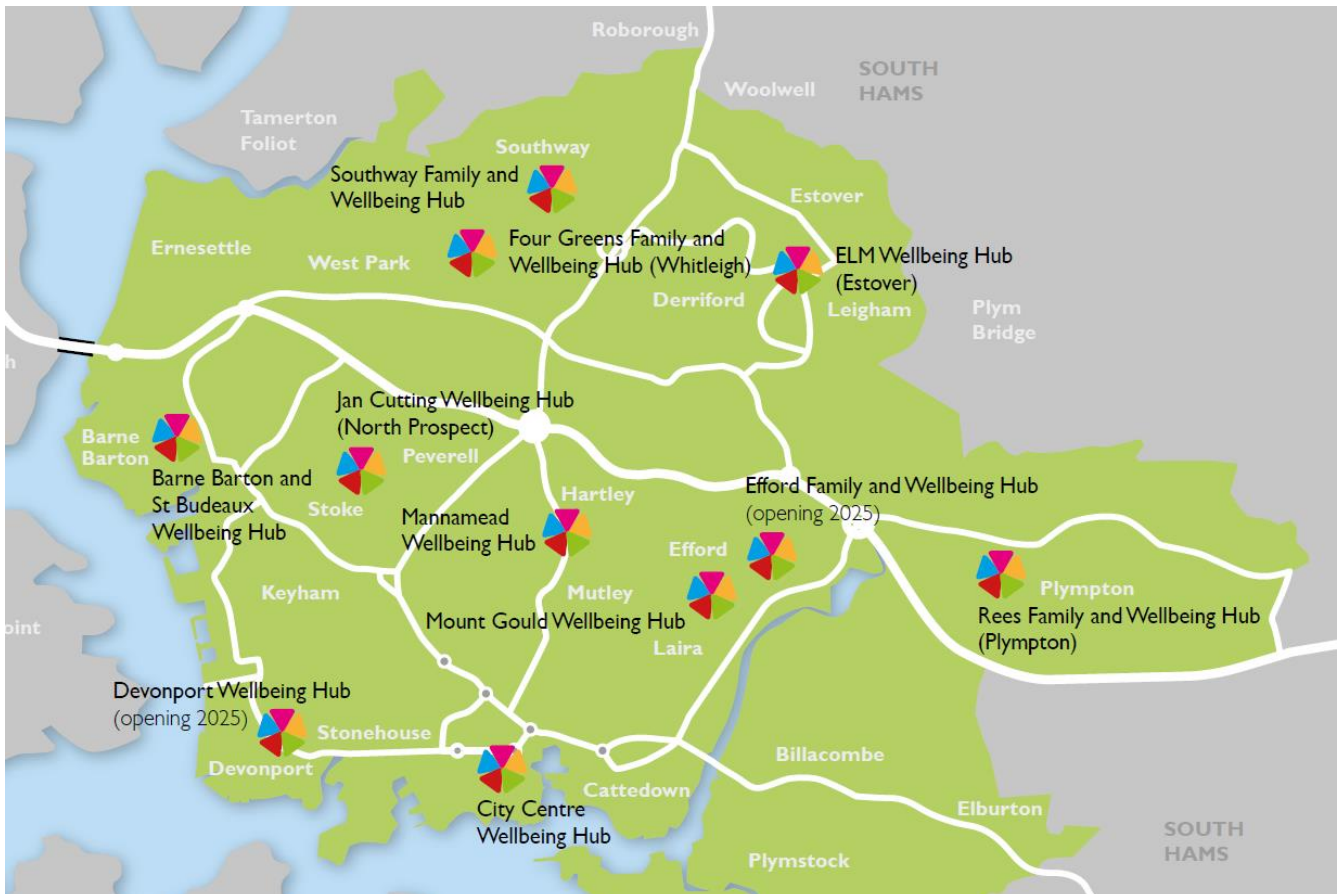 Roborough
SOUTH
HAMS
Woolwell
Tamerton
Foliot
Southway
Southway Family and
Wellbeing Hub
Estover
Ernesettle
West Park
Four Greens Family and
Wellbeing Hub (Whitleigh)
ELM Wellbeing Hub
(Estover)
Derriford
Leigham
Plym
Bridge
h
Jan Cutting Wellbeing Hub
(North Prospect)
Barne
Barton
Peverell
Barne Barton and
St Budeaux
Wellbeing Hub
Stoke
Hartley
Mannamead
Wellbeing Hub
Efford Family and Wellbeing Hub
(opening 2025)
Efford
Keyham
Mutley
Mount Gould Wellbeing Hub
Laira
Plympton
Rees Family and Wellbeing Hub
(Plympton)
oint
Devonport Wellbeing Hub
(opening 2025)
Stonehouse
Devonport
City Centre
Wellbeing Hub
Cattedown
Billacombe
Elburton
Plymstock
SOUTH
HAMS